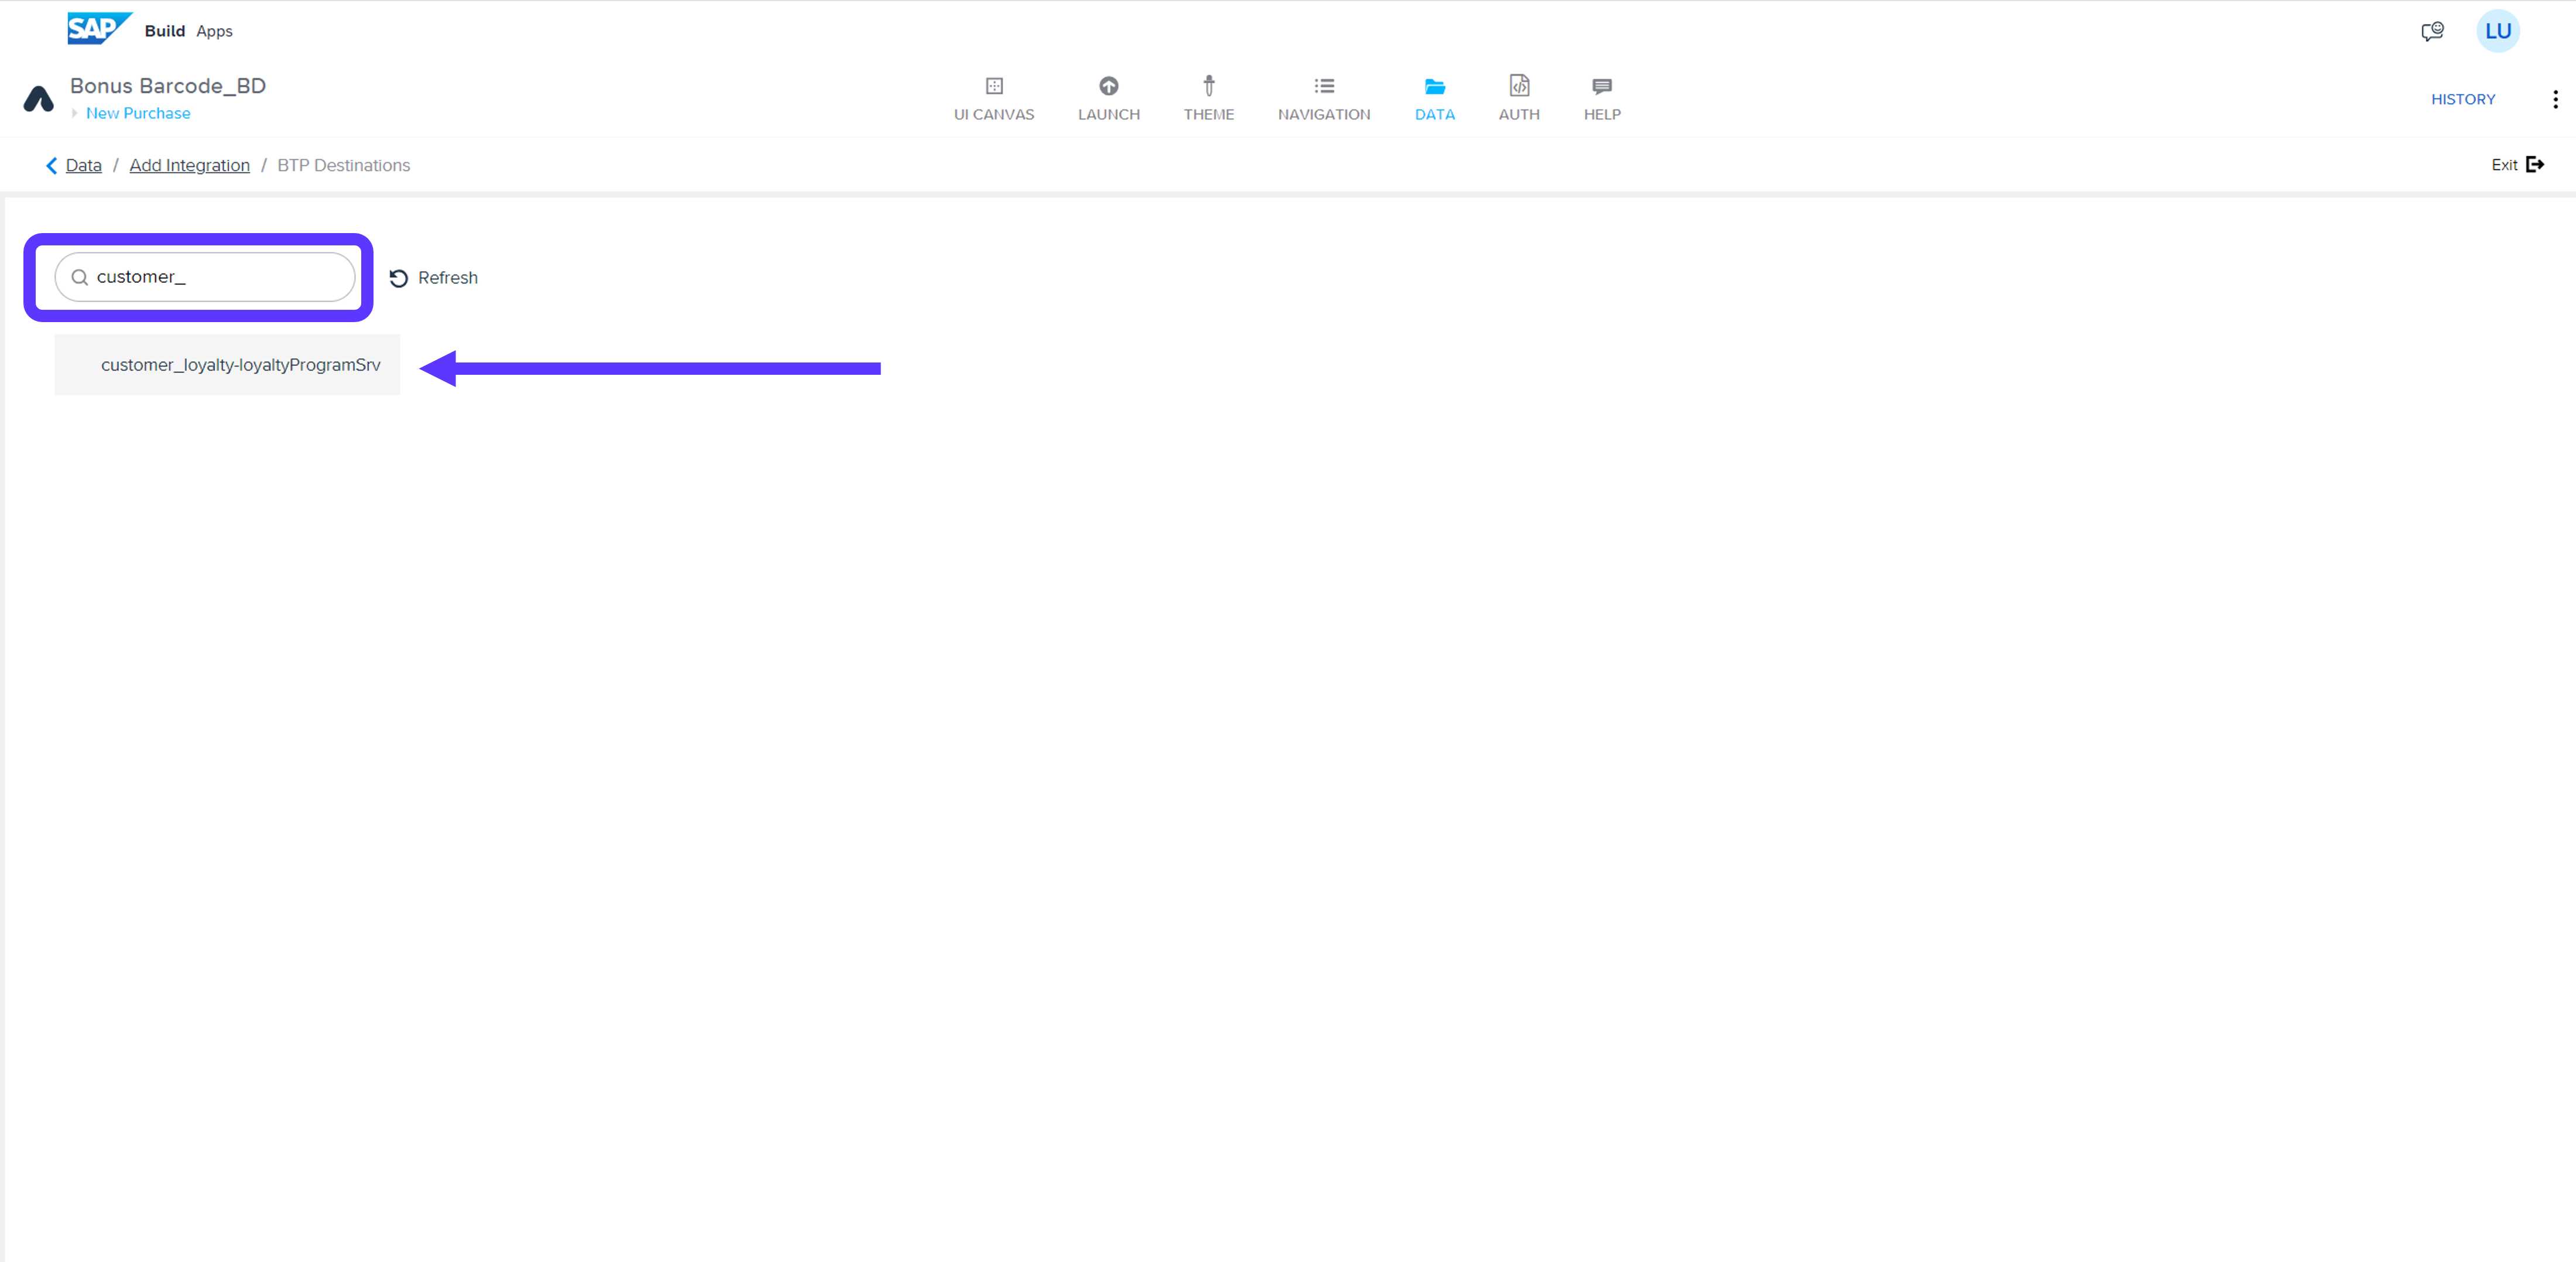 SAP Build Apps
LU
Bonus Barcode_BD
New Purchase
UI CANVAS LAUNCH THEME NAVIGATION DATA AUTH HELP
HISTORY
Data / Add Integration / BTP Destinations
Exit
customer_
Refresh
customer_loyalty-loyaltyProgramSrv